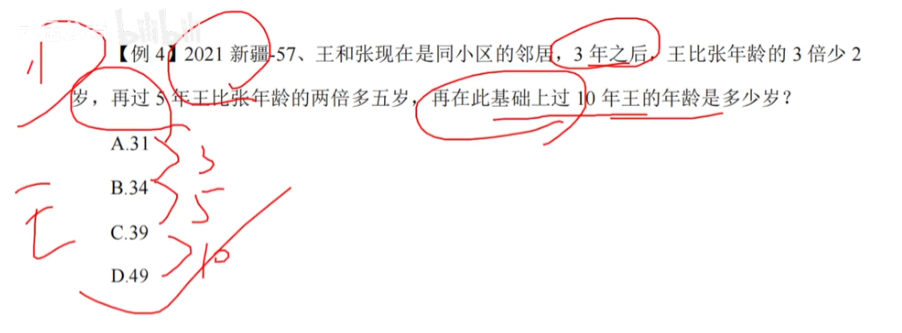 【例 4】2021 新疆-57、王和张现在是同小区的邻居，3 年之后，王比张年龄的 3 倍少 2
岁，再过 5 年王比张年龄的两倍多五岁，再在此基础上过 10 年王的年龄是多少岁？
A.31
3
B.34
5
C.39
10
D.49
王